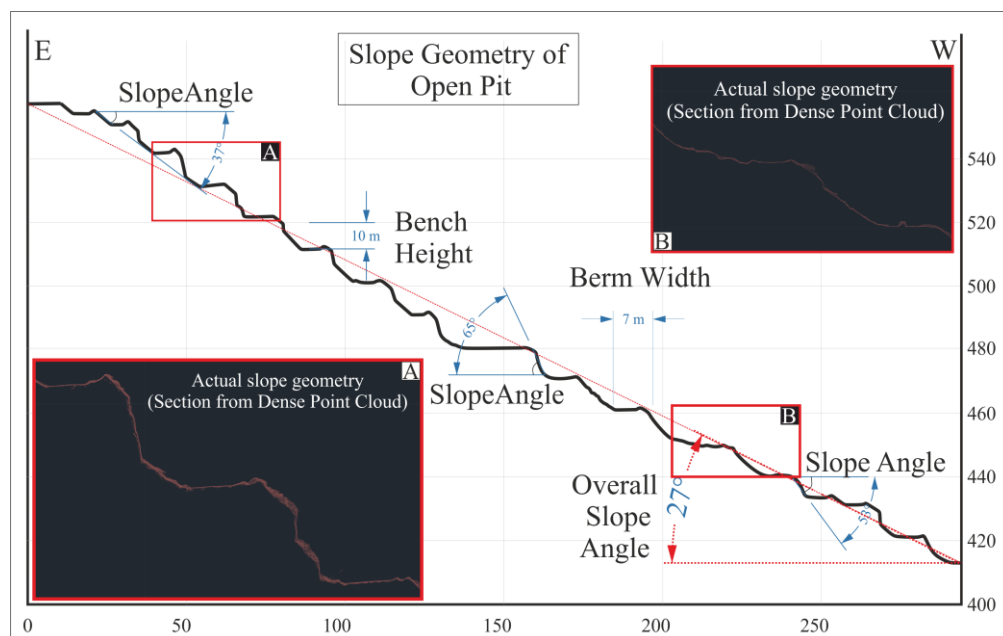 E
Slope Geometry of
Open Pit
W
SlopeAngle
37°
A
Actual slope geometry
(Section from Dense Point Cloud)
B
Bench
Height
10 m
Berm Width
7 m
65°
SlopeAngle
Actual slope geometry
(Section from Dense Point Cloud)
A
B
Slope Angle
53°
Overall
Slope
Angle
27°
540
520
500
480
460
440
420
400
0
50
100
150
200
250